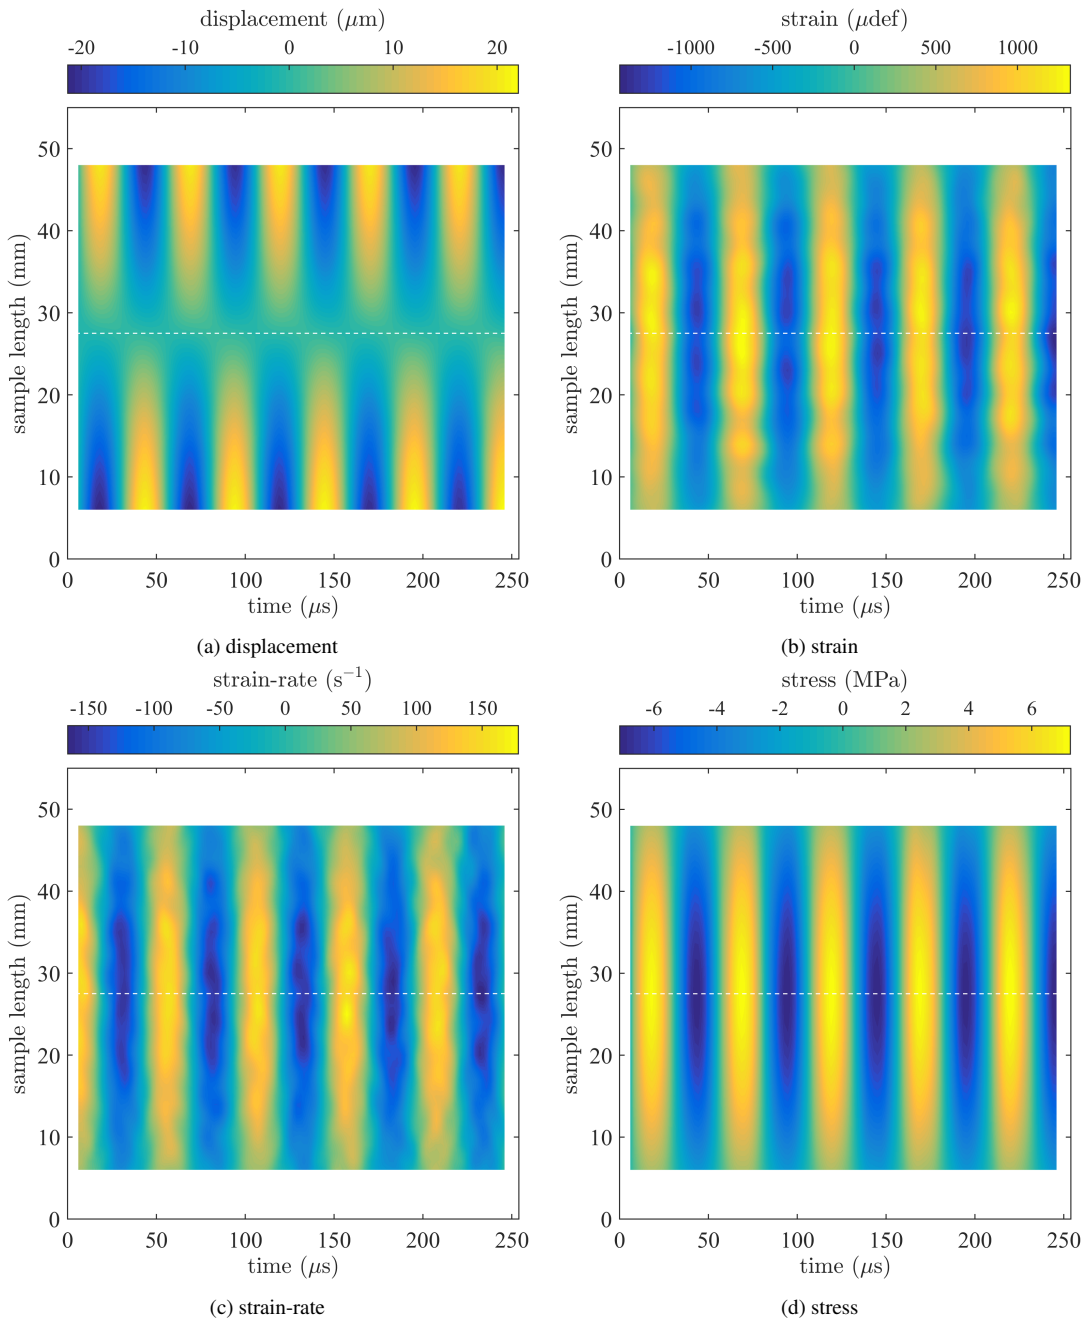 displacement (μm)
-20 -10 0 10 20
50
40
30
20
10
0
sample length (mm)
0 50 100 150 200 250
time (μs)
(a) displacement
strain (μdef)
-1000 -500 0 500 1000
50
40
30
20
10
0
sample length (mm)
0 50 100 150 200 250
time (μs)
(b) strain
strain-rate (s⁻¹)
-150 -100 -50 0 50 100 150
50
40
30
20
10
0
sample length (mm)
0 50 100 150 200 250
time (μs)
(c) strain-rate
stress (MPa)
-6 -4 -2 0 2 4 6
50
40
30
20
10
0
sample length (mm)
0 50 100 150 200 250
time (μs)
(d) stress